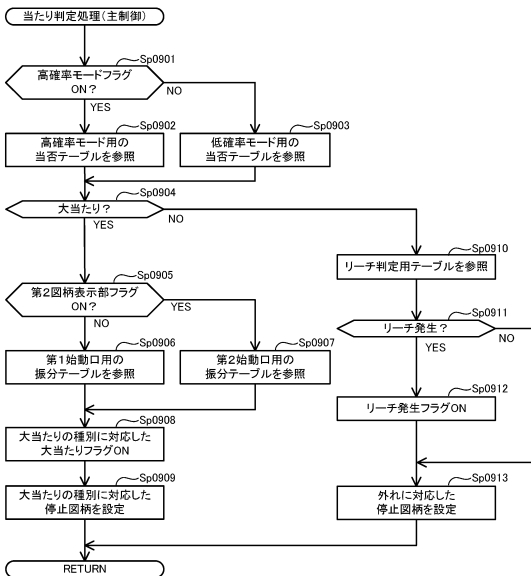 当たり判定処理(主制御)
Sp0901
高確率モードフラグ
ON?
YES
NO
Sp0902
高確率モード用の
当否テーブルを参照
Sp0903
低確率モード用の
当否テーブルを参照
Sp0904
大当たり?
YES
NO
Sp0905
第2図柄表示部フラグ
ON?
NO
YES
Sp0906
第1始動口用の
振分テーブルを参照
Sp0907
第2始動口用の
振分テーブルを参照
Sp0908
大当たりの種別に対応した
大当たりフラグON
Sp0909
大当たりの種別に対応した
停止図柄を設定
Sp0910
リーチ判定用テーブルを参照
Sp0911
リーチ発生?
YES
NO
Sp0912
リーチ発生フラグON
Sp0913
外れに対応した
停止図柄を設定
RETURN